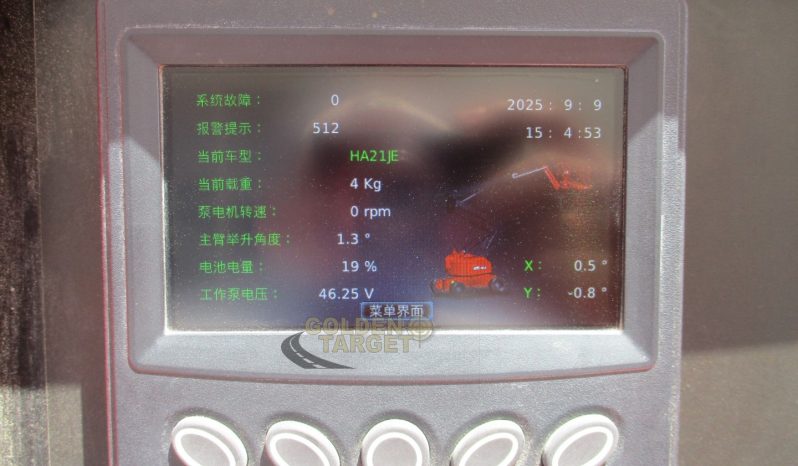 系统故障： 0 2025： 9： 9
报警提示： 512 15： 4：53
当前车型： HA21JE
当前载重： 4 Kg
泵电机转速： 0 rpm
主臂举升角度： 1.3 °
电池电量： 19 % X： 0.5 °
工作泵电压： 46.25 V Y： -0.8 °
菜单界面
GOLDEN
TARGET